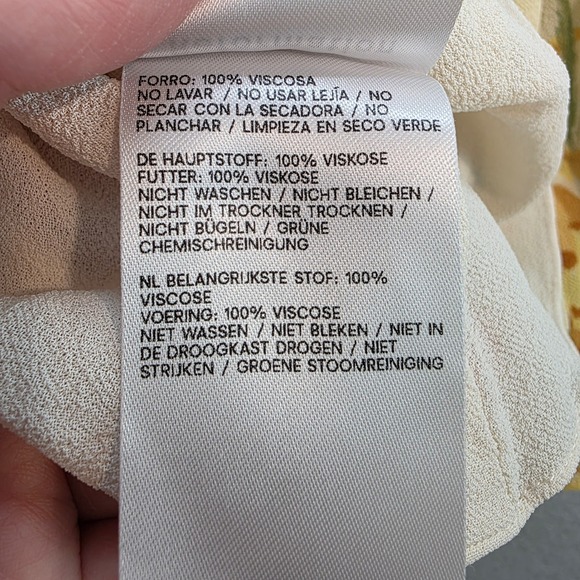 FORRO: 100% VISCOSA
NO LAVAR / NO USAR LEJÍA / NO
SECAR CON LA SECADORA / NO
PLANCHAR / LIMPIEZA EN SECO VERDE
DE HAUPTSTOFF: 100% VISKOSE
FUTTER: 100% VISKOSE
NICHT WASCHEN / NICHT BLEICHEN /
NICHT IM TROCKNER TROCKNEN /
NICHT BÜGELN / GRÜNE
CHEMISCHREINIGUNG
NL BELANGRIJKSTE STOF: 100%
VISCOSE
VOERING: 100% VISCOSE
NIET WASSEN / NIET BLEKEN / NIET IN
DE DROOGKAST DROGEN / NIET
STRIJKEN / GROENE STOOMREINIGING